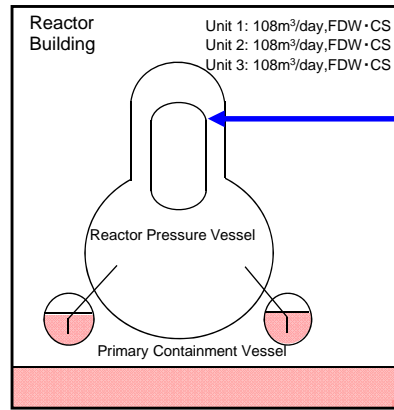 Reactor
Building
Unit 1: 108m³/day,FDW・CS
Unit 2: 108m³/day,FDW・CS
Unit 3: 108m³/day,FDW・CS
Reactor Pressure Vessel
Primary Containment Vessel